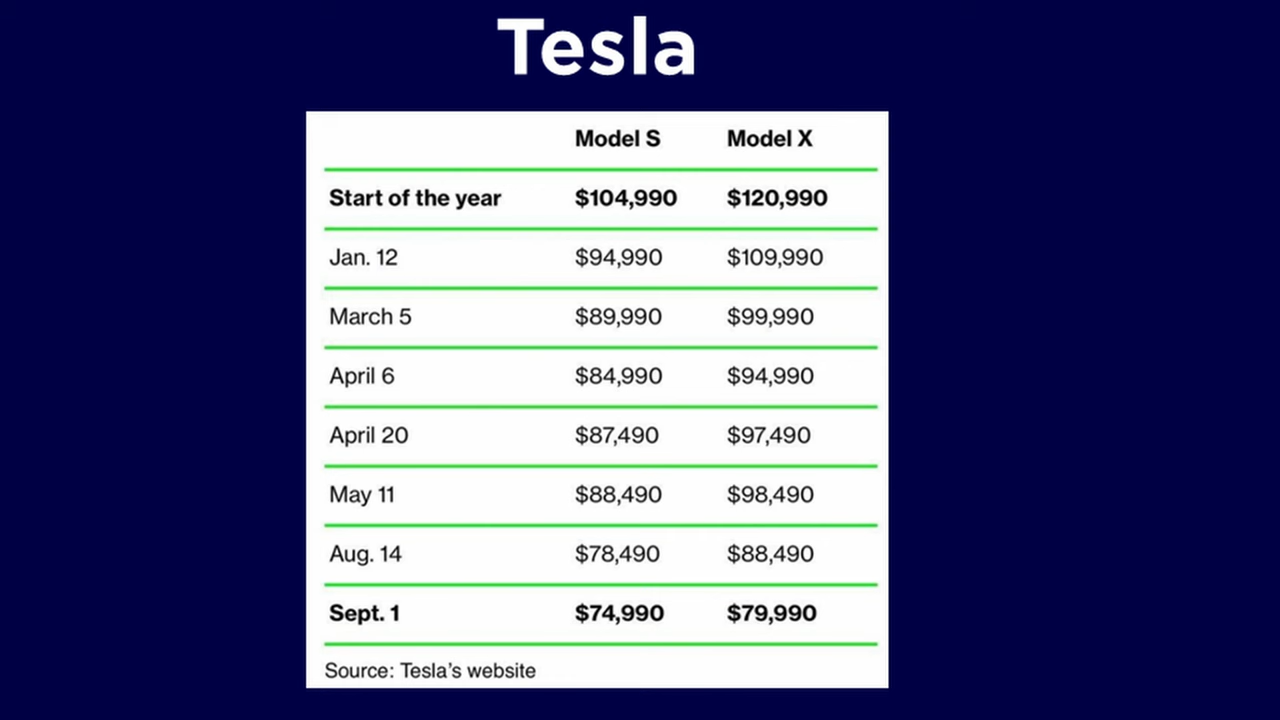 Tesla
Model S Model X
Start of the year $104,990 $120,990
Jan. 12 $94,990 $109,990
March 5 $89,990 $99,990
April 6 $84,990 $94,990
April 20 $87,490 $97,490
May 11 $88,490 $98,490
Aug. 14 $78,490 $88,490
Sept. 1 $74,990 $79,990
Source: Tesla’s website